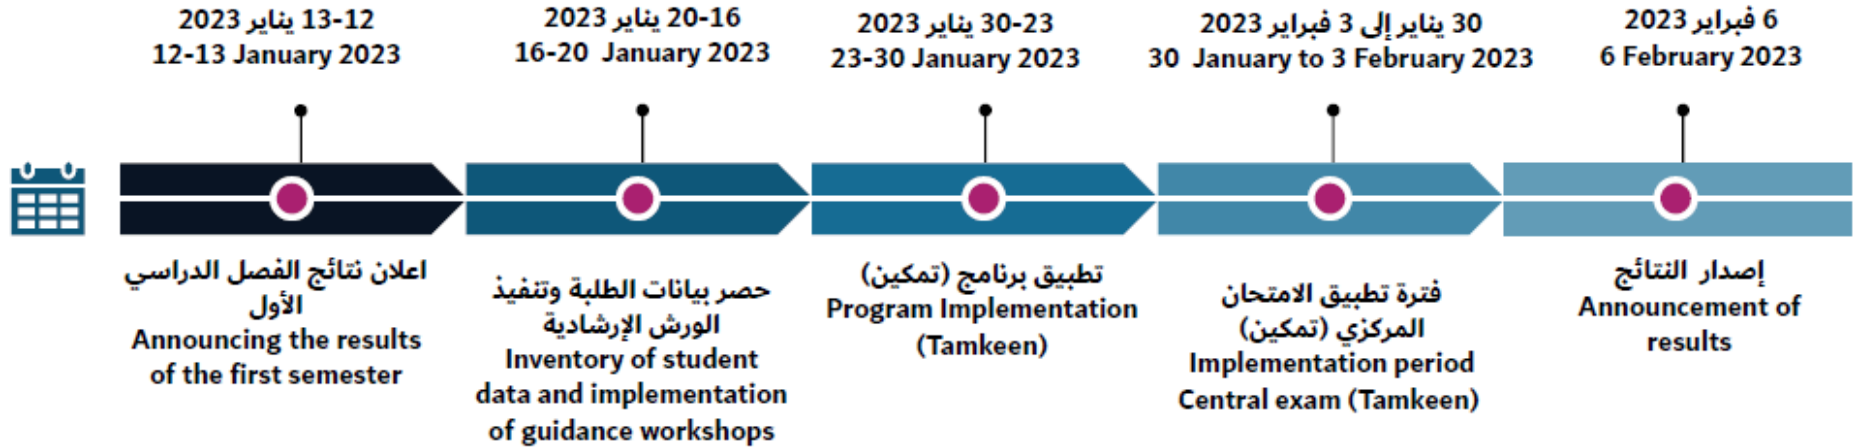 12-13 يناير 2023
12-13 January 2023
16-20 يناير 2023
16-20 January 2023
23-30 يناير 2023
23-30 January 2023
30 يناير إلى 3 فبراير 2023
30 January to 3 February 2023
6 فبراير 2023
6 February 2023
اعلان نتائج الفصل الدراسي
الأول
Announcing the results
of the first semester
حصر بيانات الطلبة وتنفيذ
الورش الإرشادية
Inventory of student
data and implementation
of guidance workshops
تطبيق برنامج (تمكين)
Program Implementation
(Tamkeen)
فترة تطبيق الامتحان
المركزي (تمكين)
Implementation period
Central exam (Tamkeen)
إصدار النتائج
Announcement of
results